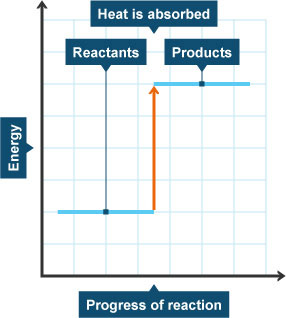 Heat is absorbed
Reactants
Products
Energy
Progress of reaction